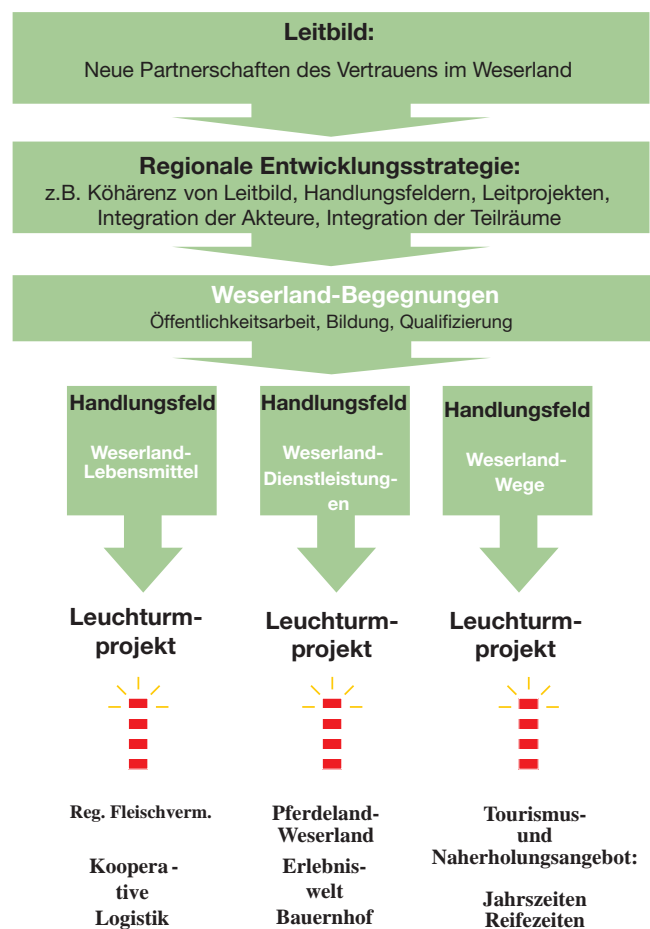 Leitbild:
Neue Partnerschaften des Vertrauens im Weserland
Regionale Entwicklungsstrategie:
z.B. Köhärenz von Leitbild, Handlungsfeldern, Leitprojekten,
Integration der Akteure, Integration der Teilräume
Weserland-Begegnungen
Öffentlichkeitsarbeit, Bildung, Qualifizierung
Handlungsfeld
Weserland-
Lebensmittel
Handlungsfeld
Weserland-
Dienstleistung-
en
Handlungsfeld
Weserland-
Wege
Leuchturm-
projekt
Leuchturm-
projekt
Leuchturm-
projekt
Reg. Fleischverm.
Koopera -
tive
Logistik
Pferdeland-
Weserland
Erlebnis-
welt
Bauernhof
Tourismus-
und
Naherholungsangebot:
Jahrszeiten
Reifezeiten